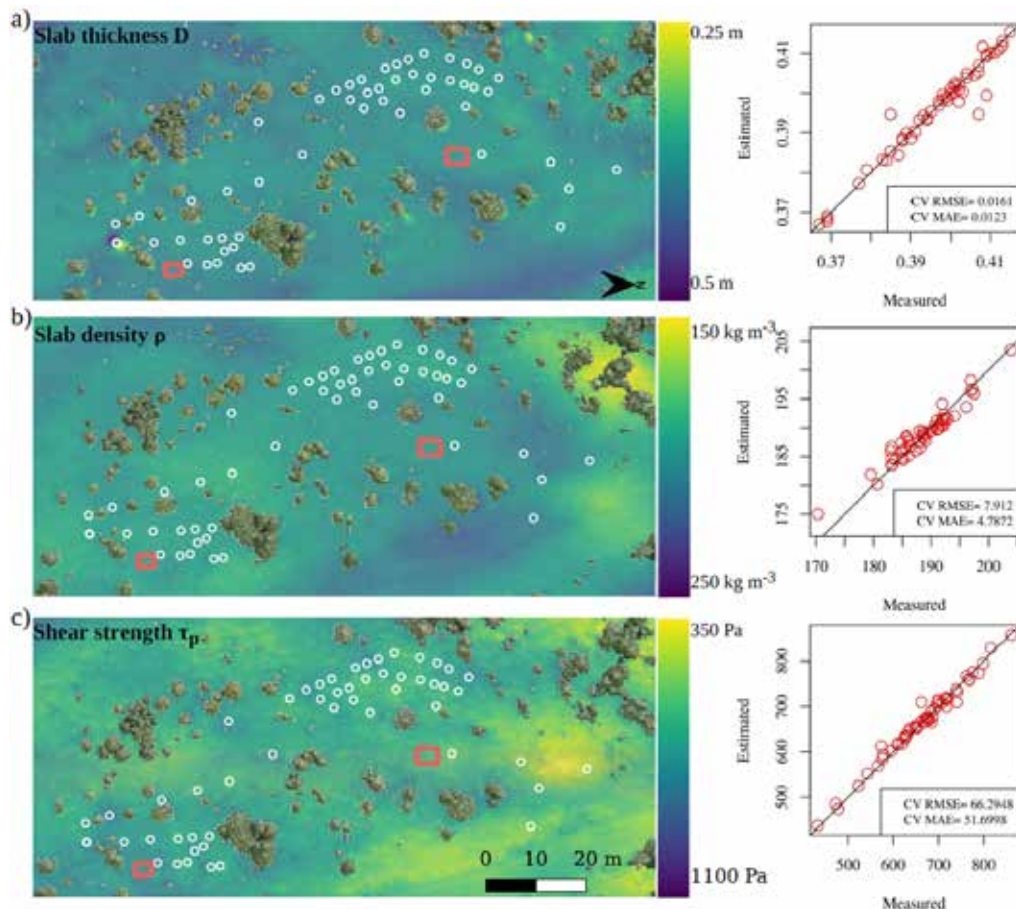 a)
Slab thickness D
0.25 m
0.5 m
N
Estimated
0.37 0.39 0.41
0.37 0.39 0.41
Measured
CV RMSE= 0.0161
CV MAE= 0.0123
b)
Slab density ρ
150 kg m⁻³
250 kg m⁻³
Estimated
175 185 195 205
170 180 190 200
Measured
CV RMSE= 7.912
CV MAE= 4.7872
c)
Shear strength τp
350 Pa
1100 Pa
0 10 20 m
Estimated
500 600 700 800
500 600 700 800
Measured
CV RMSE= 66.2948
CV MAE= 51.6998